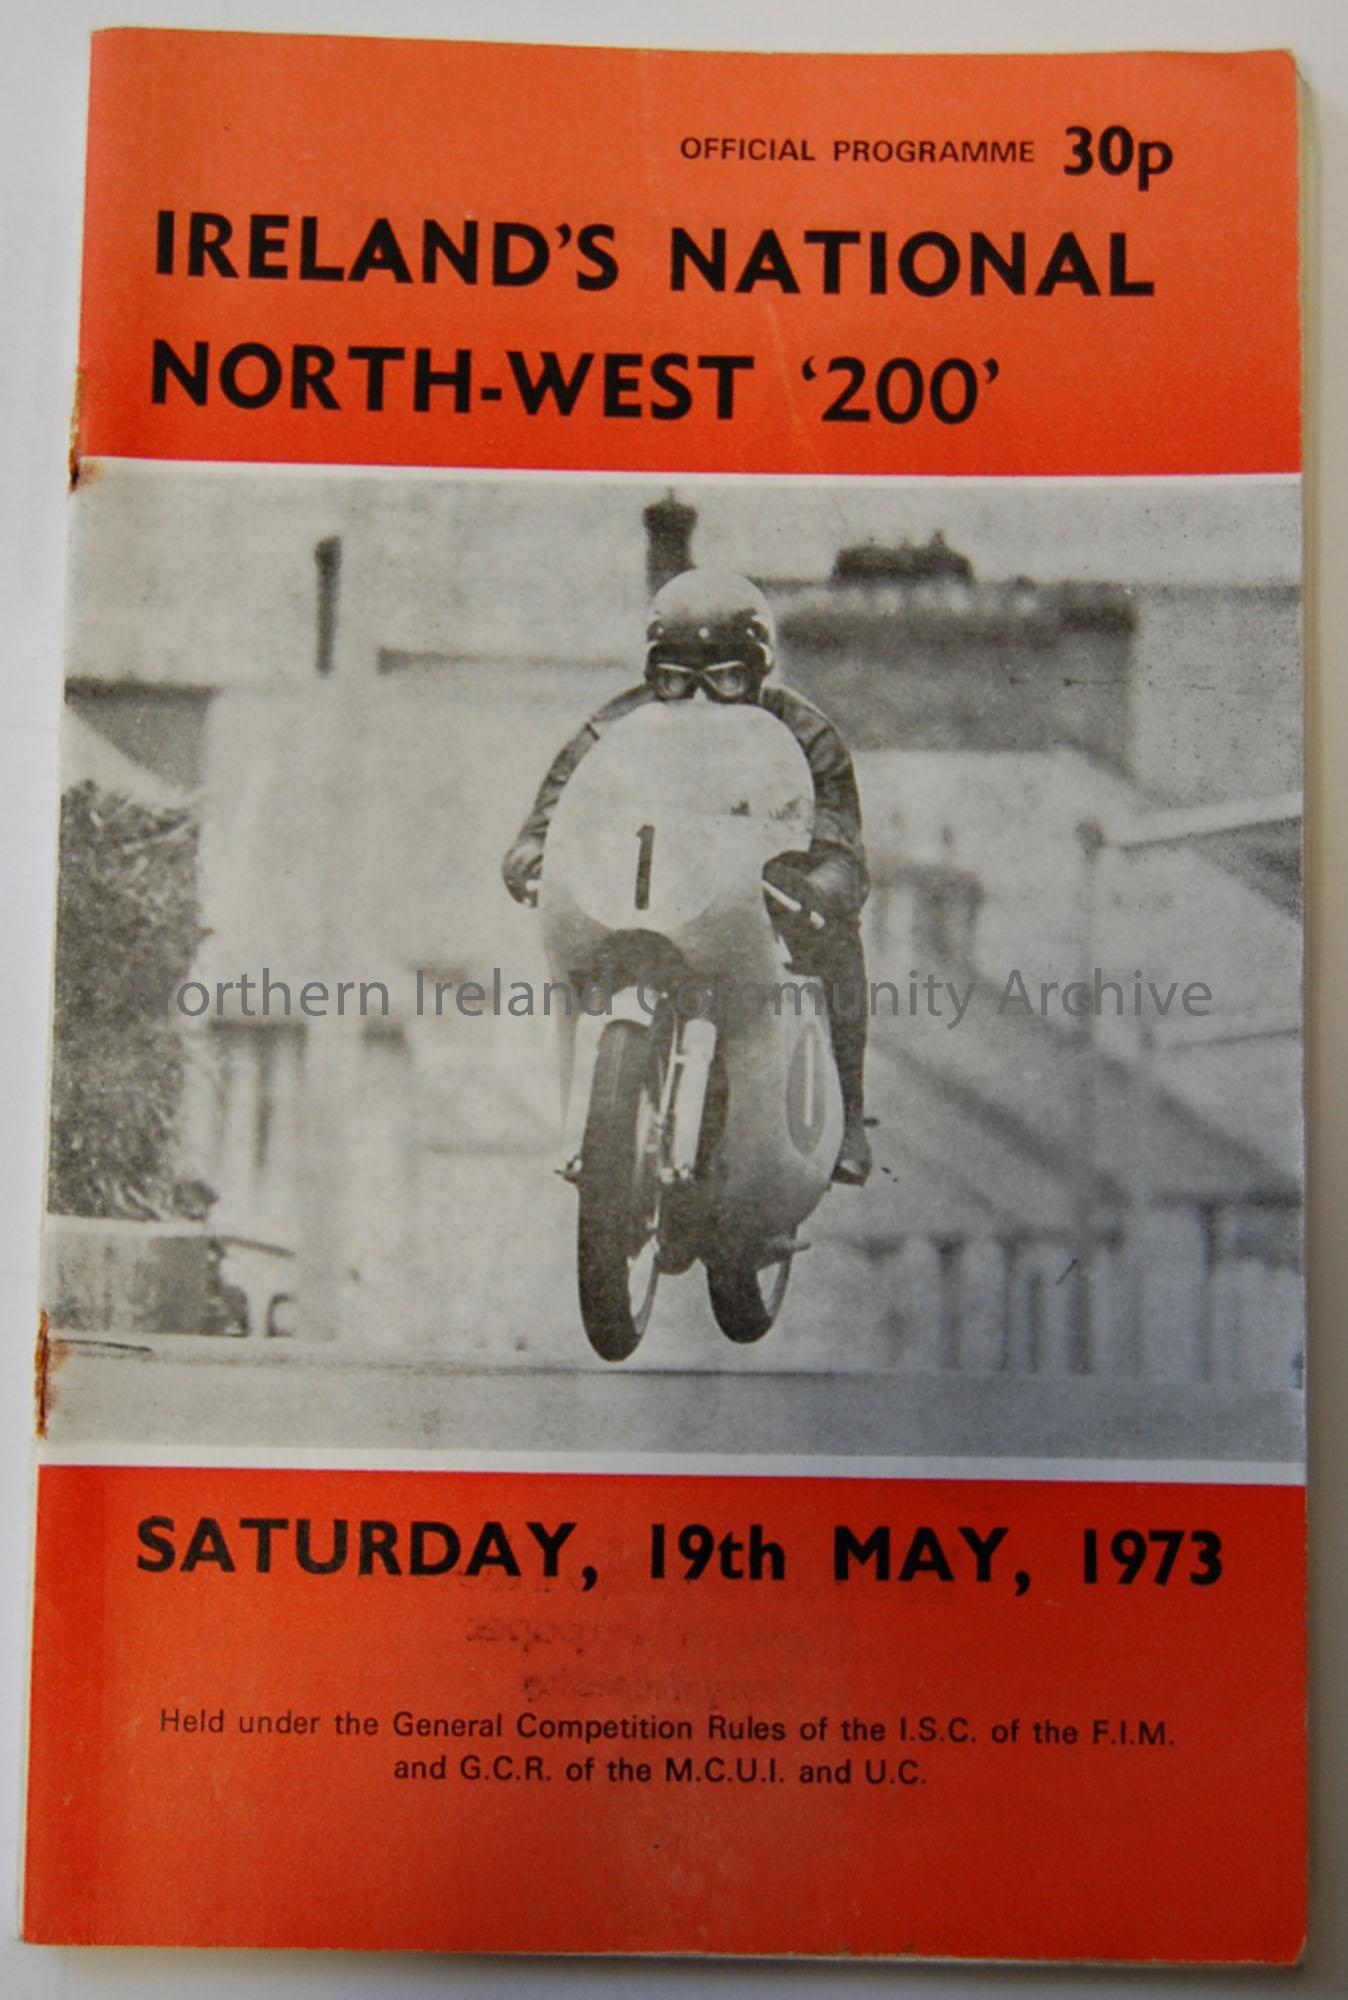 OFFICIAL PROGRAMME 30p
IRELAND'S NATIONAL
NORTH-WEST '200'
1
Northern Ireland Community Archive
SATURDAY, 19th MAY, 1973
Held under the General Competition Rules of the I.S.C. of the F.I.M.
and G.C.R. of the M.C.U.I. and U.C.